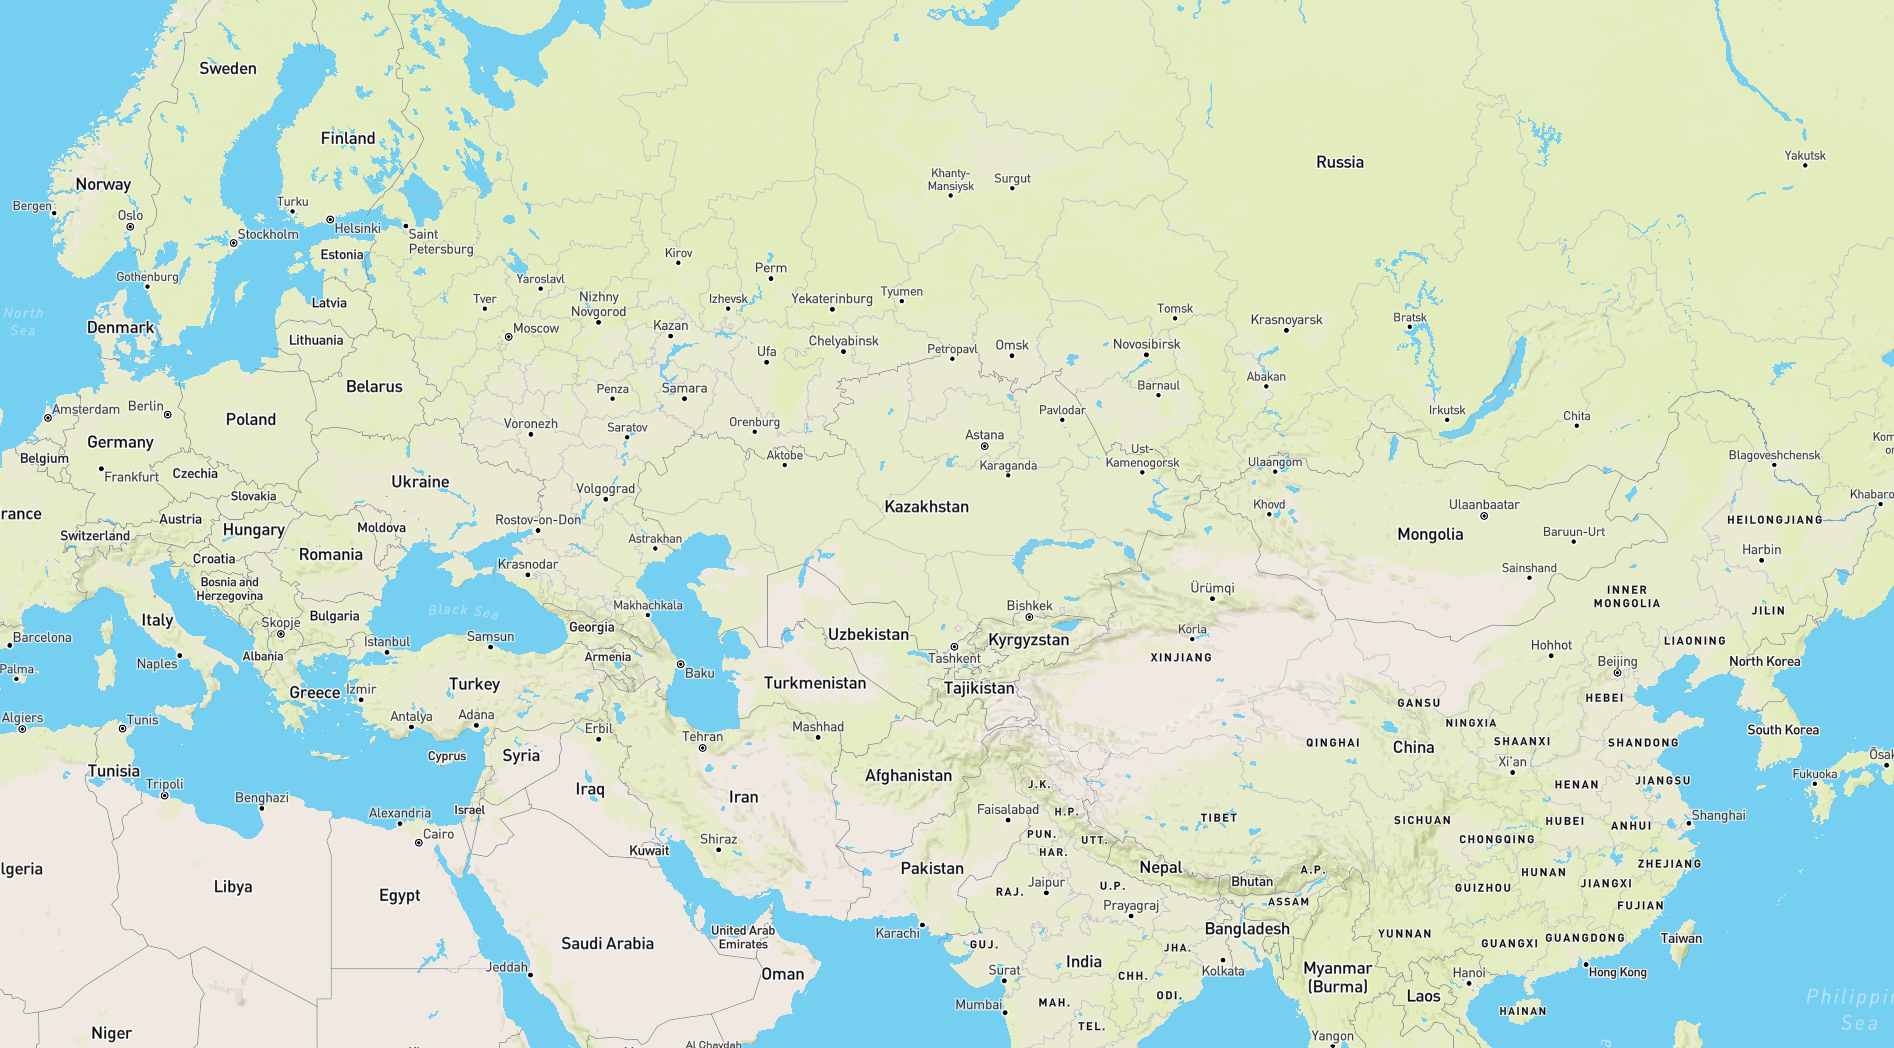 Sweden
Finland
Russia
Yakutsk
Khanty-
Mansiysk
Surgut
Norway
Bergen
Oslo
Turku
Helsinki
Stockholm
Saint
Petersburg
Estonia
Kirov
Perm
Gothenburg
Yaroslavl
Latvia
Tver
Nizhny
Novgorod
Izhevsk
Yekaterinburg
Tyumen
Tomsk
Krasnoyarsk
Bratsk
North
Sea
Denmark
Lithuania
Moscow
Kazan
Ufa
Chelyabinsk
Petropavl
Omsk
Novosibirsk
Abakan
Belarus
Penza
Samara
Barnaul
Amsterdam
Berlin
Poland
Voronezh
Saratov
Orenburg
Pavlodar
Irkutsk
Chita
Germany
Belgium
Astana
Aktobe
Karaganda
Ust-
Kamenogorsk
Ulaangom
Blagoveshchensk
Kom
or
Frankfurt
Czechia
Ukraine
Volgograd
Slovakia
Khabaro
rance
Austria
Switzerland
Hungary
Moldova
Rostov-on-Don
Kazakhstan
Khovd
Ulaanbaatar
Mongolia
Baruun-Urt
HEILONGJIANG
Harbin
Croatia
Romania
Astrakhan
Krasnodar
Sainshand
Bosnia and
Herzegovina
Ürümqi
INNER
MONGOLIA
JILIN
Italy
Bulgaria
Black Sea
Makhachkala
Bishkek
Skopje
Georgia
Uzbekistan
Kyrgyzstan
Korla
Barcelona
Istanbul
Samsun
LIAONING
Hohhot
Naples
Albania
Armenia
Tashkent
XINJIANG
Beijing
North Korea
Palma
Baku
Greece
Izmir
Turkey
Turkmenistan
Tajikistan
HEBEI
GANSU
Algiers
Tunis
Antalya
Adana
Erbil
Mashhad
NINGXIA
South Korea
Tehran
QINGHAI
China
SHAANXI
SHANDONG
Cyprus
Syria
Ōsak
Tunisia
Tripoli
Afghanistan
Xi'an
Fukuoka
Iraq
Iran
J.K.
HENAN
JIANGSU
Benghazi
Alexandria
Israel
Faisalabad
H.P.
TIBET
SICHUAN
HUBEI
ANHUI
Shanghai
Cairo
Shiraz
PUN.
UTT.
CHONGQING
Kuwait
HAR.
lgeria
Pakistan
Nepal
A.P.
HUNAN
ZHEJIANG
Libya
Egypt
RAJ.
Jaipur
U.P.
Bhutan
GUIZHOU
JIANGXI
ASSAM
Prayagraj
FUJIAN
Karachi
United Arab
Emirates
Bangladesh
YUNNAN
GUANGXI
GUANGDONG
Taiwan
Saudi Arabia
GUJ.
JHA.
Jeddah
Oman
Surat
India
CHH.
Kolkata
Myanmar
(Burma)
Hanoi
Hong Kong
Mumbai
MAH.
ODI.
Laos
HAINAN
Philippin
Sea
Niger
TEL.
Yangon
Al Ghaydah